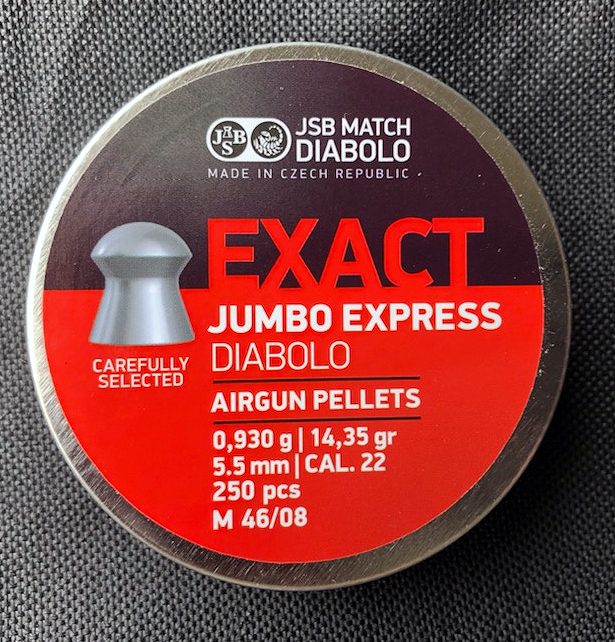 JSB
JSB MATCH
DIABOLO
MADE IN CZECH REPUBLIC
EXACT
JUMBO EXPRESS
DIABOLO
CAREFULLY
SELECTED
AIRGUN PELLETS
0,930 g | 14,35 gr
5.5 mm | CAL. 22
250 pcs
M 46/08